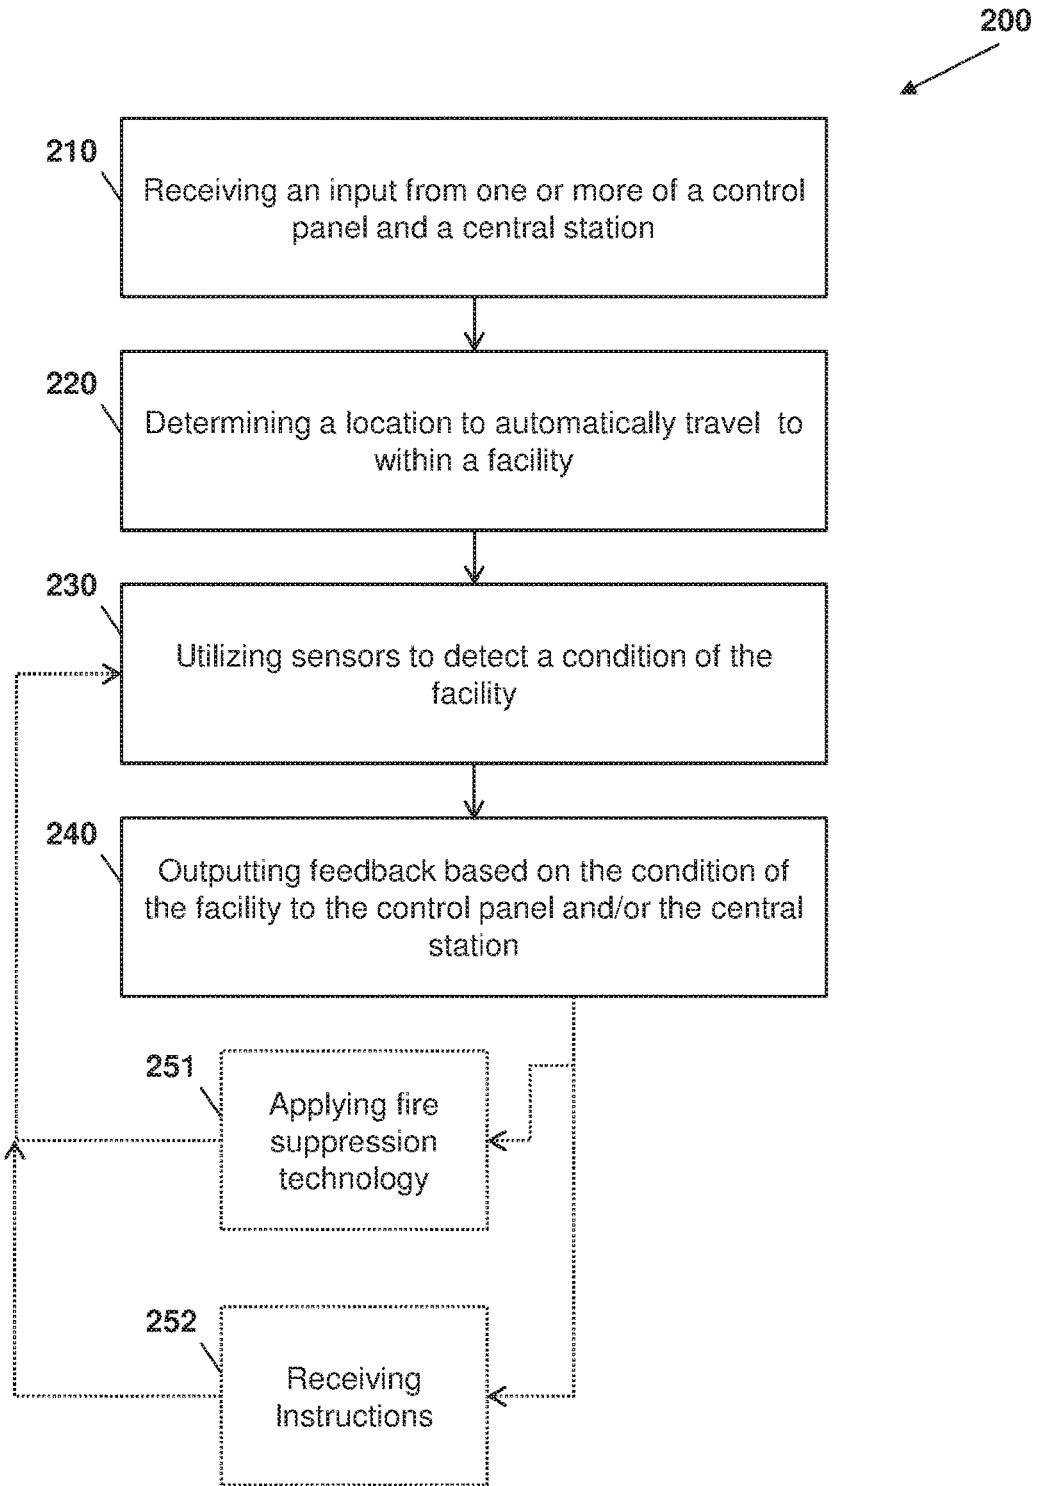 200
210
Receiving an input from one or more of a control
panel and a central station
220
Determining a location to automatically travel to
within a facility
230
Utilizing sensors to detect a condition of the
facility
240
Outputting feedback based on the condition of
the facility to the control panel and/or the central
station
251
Applying fire
suppression
technology
252
Receiving
Instructions